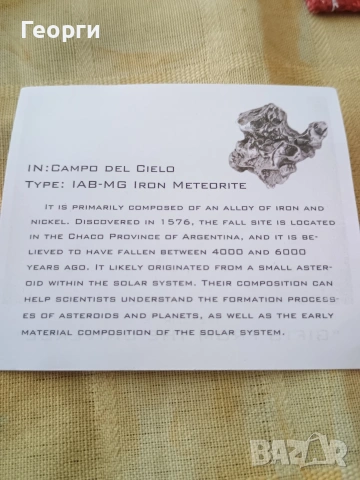 Георги
IN:CAMPO DEL CIELO
TYPE: IAB-MG IRON METEORITE
IT IS PRIMARILY COMPOSED OF AN ALLOY OF IRON AND
NICKEL. DISCOVERED IN 1576, THE FALL SITE IS LOCATED
IN THE CHACO PROVINCE OF ARGENTINA, AND IT IS BE-
LIEVED TO HAVE FALLEN BETWEEN 4000 AND 6000
YEARS AGO. IT LIKELY ORIGINATED FROM A SMALL ASTER-
OID WITHIN THE SOLAR SYSTEM. THEIR COMPOSITION CAN
HELP SCIENTISTS UNDERSTAND THE FORMATION PROCESS-
ES OF ASTEROIDS AND PLANETS, AS WELL AS THE EARLY
MATERIAL COMPOSITION OF THE SOLAR SYSTEM.
BAZAR